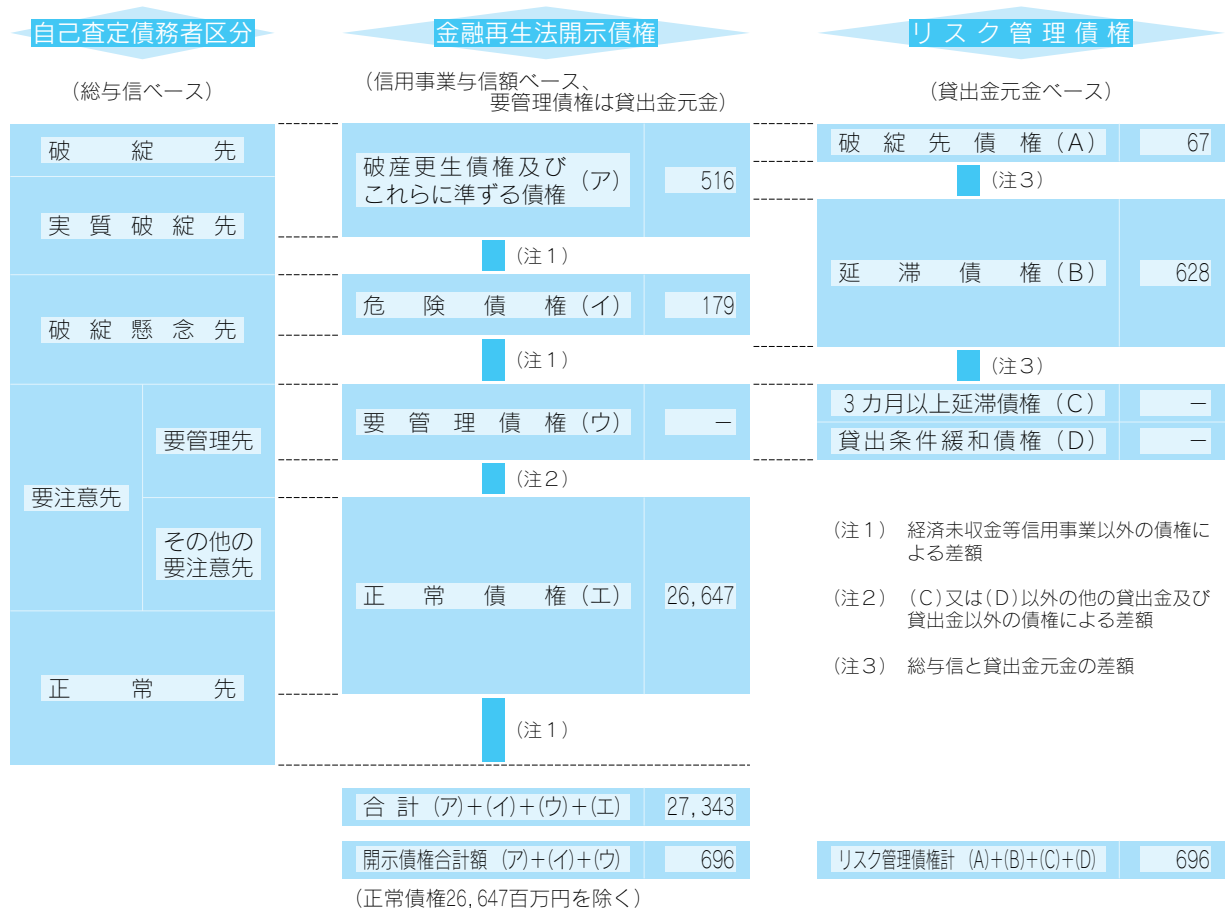 自己査定債務者区分
（総与信ベース）
破綻先
実質破綻先
破綻懸念先
要注意先
要管理先
その他の
要注意先
正常先
金融再生法開示債権
（信用事業与信額ベース、
要管理債権は貸出金元金）
破産更生債権及び
これらに準ずる債権
（ア）
516
（注１）
危険債権（イ） 179
（注１）
要管理債権（ウ） －
（注２）
正常債権（エ） 26,647
（注１）
合計 (ア)+(イ)+(ウ)+(エ) 27,343
開示債権合計額 (ア)+(イ)+(ウ) 696
（正常債権26,647百万円を除く）
リスク管理債権
（貸出金元金ベース）
破綻先債権（Ａ） 67
（注３）
延滞債権（Ｂ） 628
（注３）
３カ月以上延滞債権（Ｃ） －
貸出条件緩和債権（Ｄ） －
（注１） 経済未収金等信用事業以外の債権に
よる差額
（注２） （Ｃ）又は（Ｄ）以外の他の貸出金及び
貸出金以外の債権による差額
（注３） 総与信と貸出金元金の差額
リスク管理債権計 (A)+(B)+(C)+(D) 696